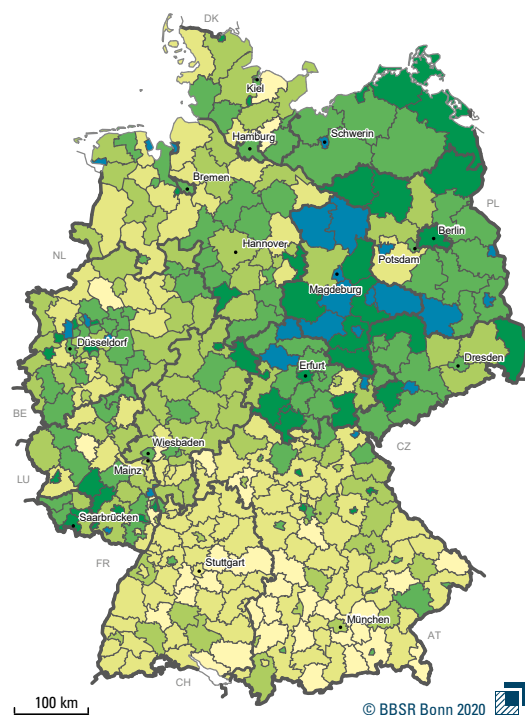 DK
Kiel
Hamburg
Schwerin
Bremen
PL
Berlin
NL
Hannover
Potsdam
Magdeburg
Düsseldorf
Erfurt
Dresden
BE
Wiesbaden
CZ
Mainz
LU
Saarbrücken
FR
Stuttgart
München
AT
CH
100 km
© BBSR Bonn 2020